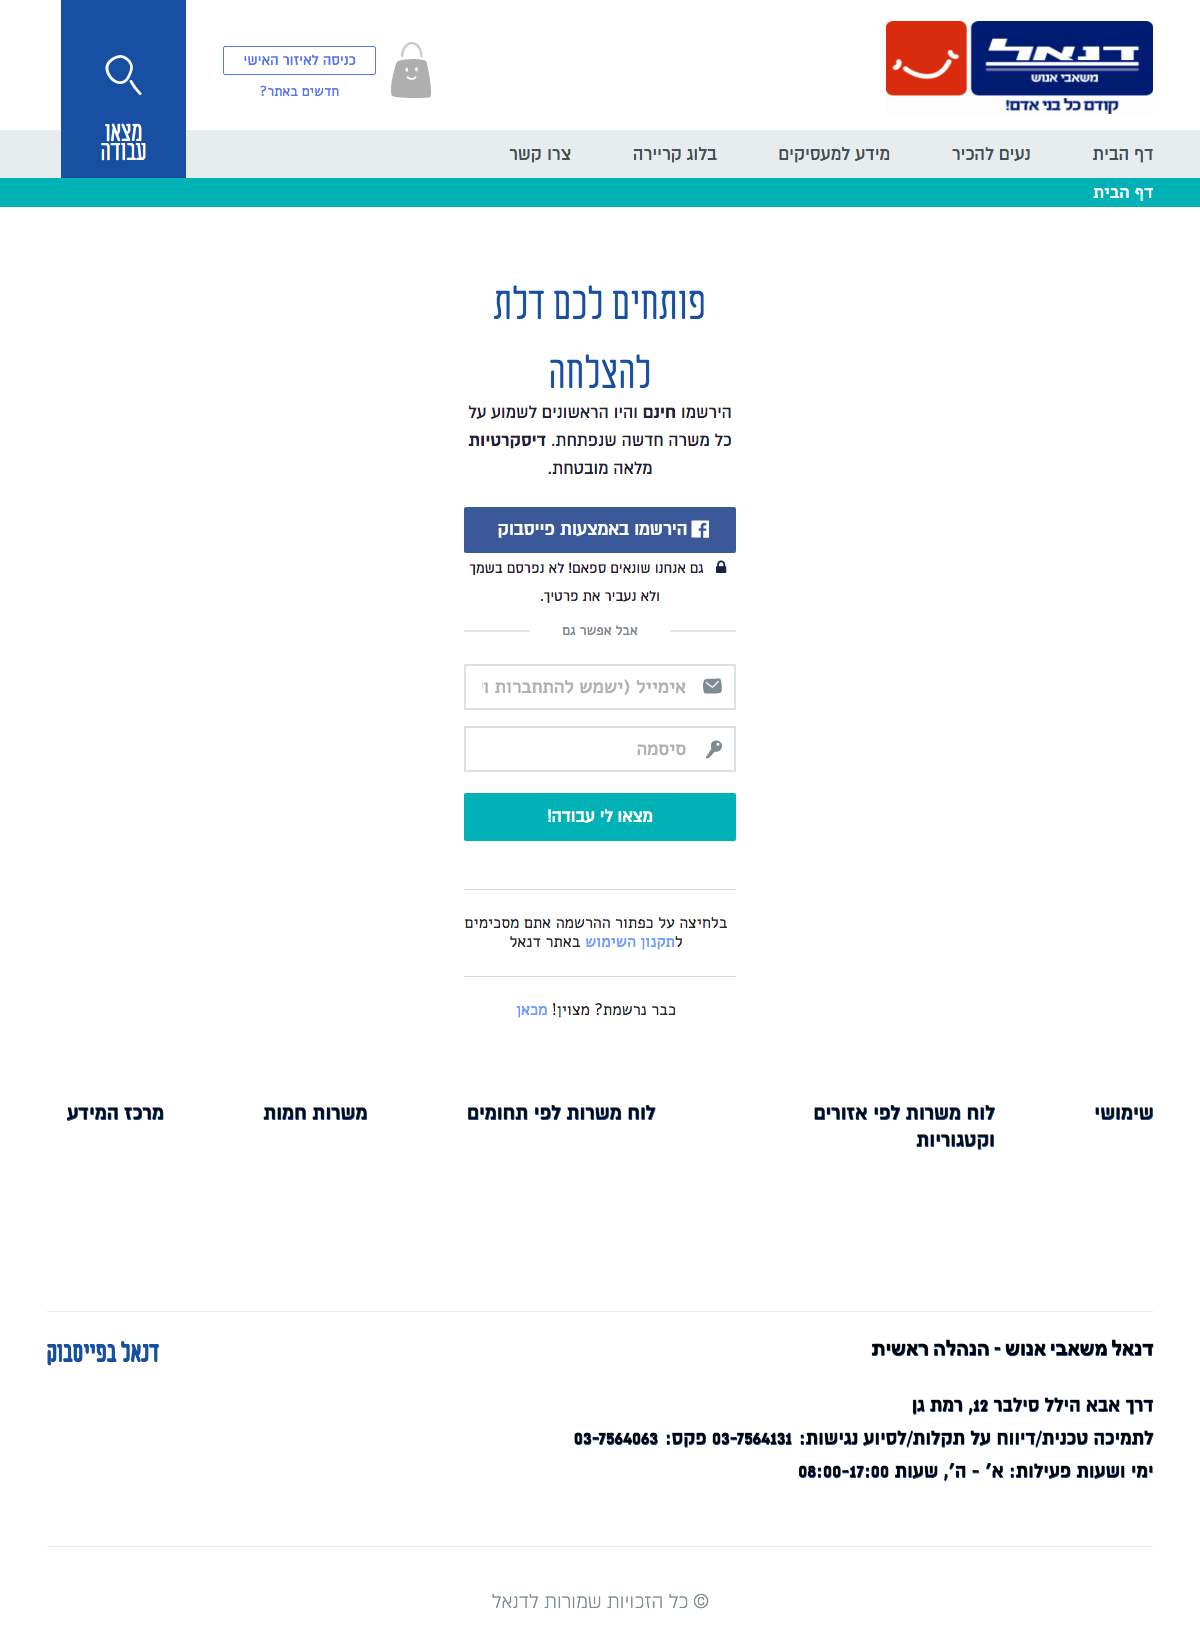 דנאל
משאבי אנוש
קודם כל בני אדם!
כניסה לאיזור האישי
חדשים באתר?
מצאו
עבודה
דף הבית
נעים להכיר
מידע למעסיקים
בלוג קריירה
צרו קשר
דף הבית
פותחים לכם דלת
להצלחה
הירשמו חינם והיו הראשונים לשמוע על
כל משרה חדשה שנפתחת. דיסקרטיות
מלאה מובטחת.
הירשמו באמצעות פייסבוק
גם אנחנו שונאים ספאם! לא נפרסם בשמך
ולא נעביר את פרטיך.
אבל אפשר גם
אימייל (ישמש להתחברות ו
סיסמה
מצאו לי עבודה!
בלחיצה על כפתור ההרשמה אתם מסכימים
לתקנון השימוש באתר דנאל
כבר נרשמת? מצוין! מכאן
שימושי
לוח משרות לפי אזורים
וקטגוריות
לוח משרות לפי תחומים
משרות חמות
מרכז המידע
דנאל משאבי אנוש - הנהלה ראשית
דנאל בפייסבוק
דרך אבא הילל סילבר 12, רמת גן
לתמיכה טכנית/דיווח על תקלות/לסיוע נגישות: 03-7564131 פקס: 03-7564063
ימי ושעות פעילות: א' - ה', שעות 08:00-17:00
© כל הזכויות שמורות לדנאל